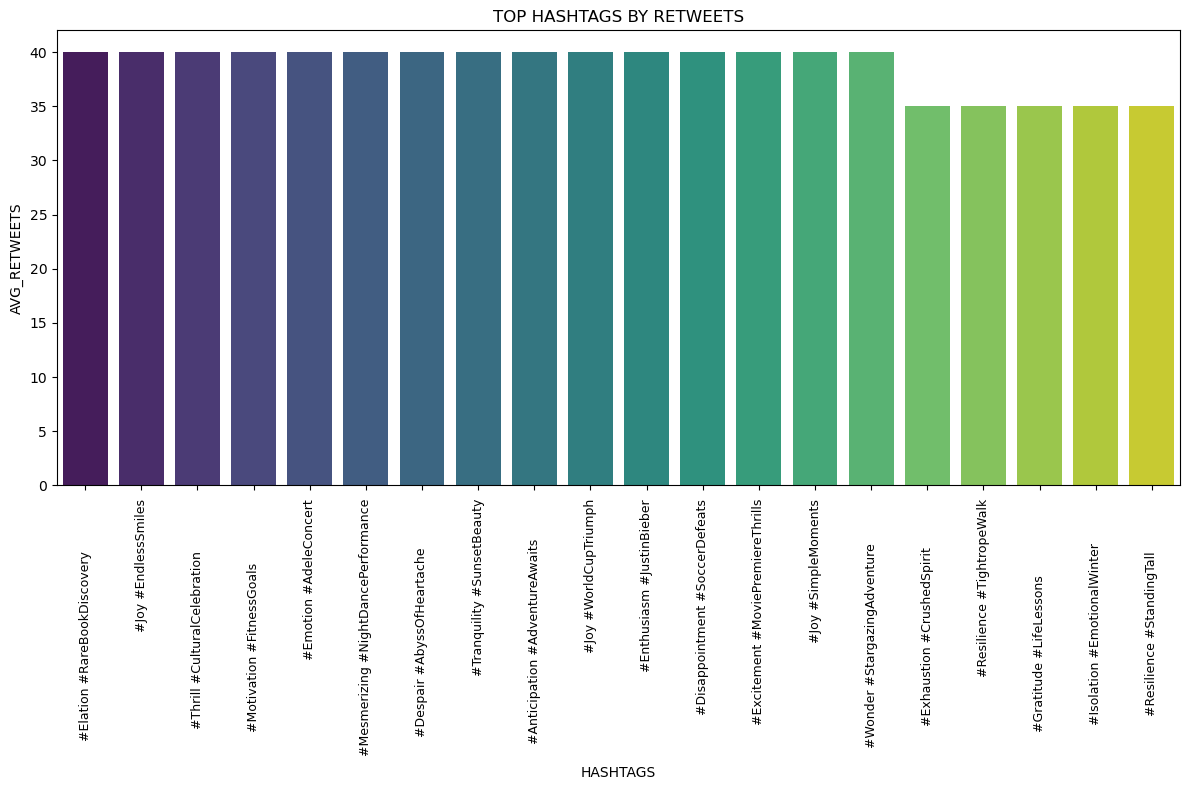 TOP HASHTAGS BY RETWEETS
AVG_RETWEETS
40
35
30
25
20
15
10
5
0
#Elation #RareBookDiscovery
#Joy #EndlessSmiles
#Thrill #CulturalCelebration
#Motivation #FitnessGoals
#Emotion #AdeleConcert
#Mesmerizing #NightDancePerformance
#Despair #AbyssOfHeartache
#Tranquility #SunsetBeauty
#Anticipation #AdventureAwaits
#Joy #WorldCupTriumph
#Enthusiasm #JustinBieber
#Disappointment #SoccerDefeats
#Excitement #MoviePremiereThrills
#Joy #SimpleMoments
#Wonder #StargazingAdventure
#Exhaustion #CrushedSpirit
#Resilience #TightropeWalk
#Gratitude #LifeLessons
#Isolation #EmotionalWinter
#Resilience #StandingTall
HASHTAGS